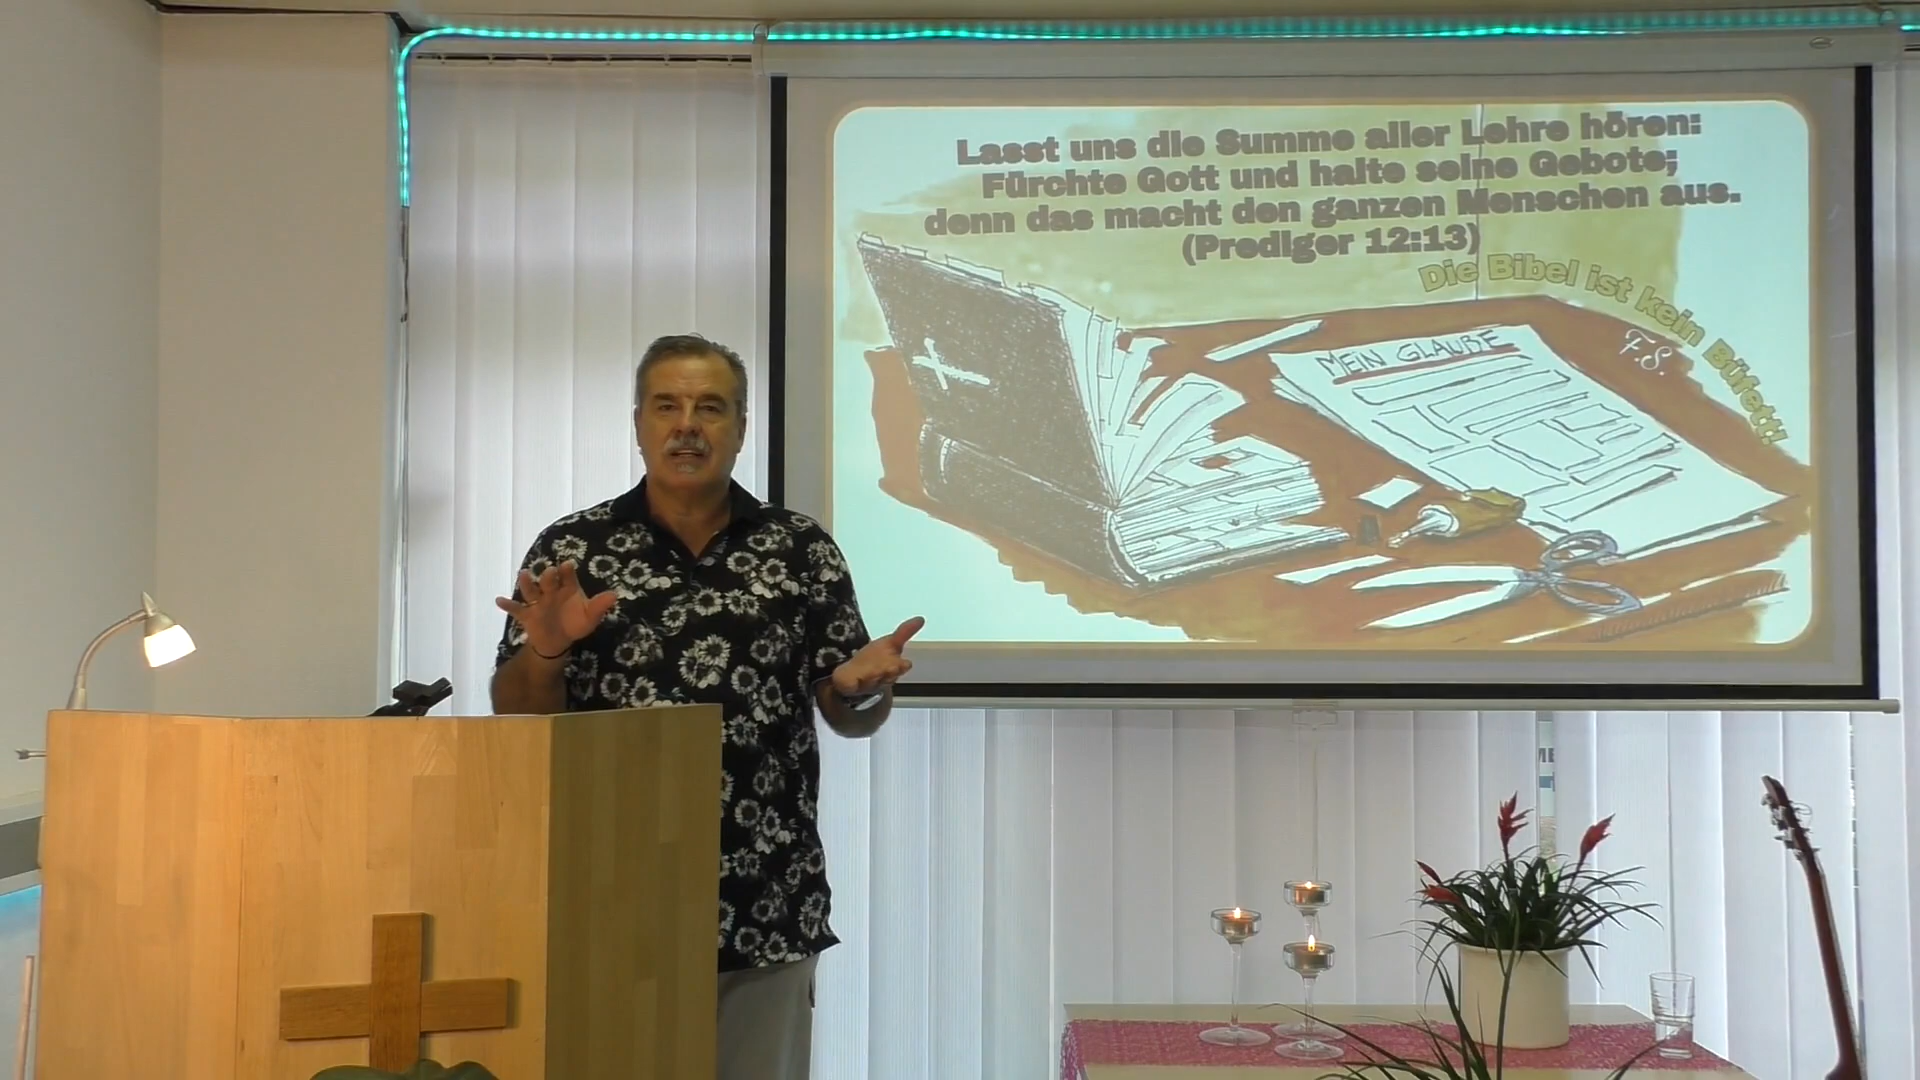 Lasst uns die Summe aller Lehre hören:
Fürchte Gott und halte seine Gebote;
denn das macht den ganzen Menschen aus.
(Prediger 12:13)
Die Bibel ist kein Büfett!
F.S.
MEIN GLAUBE